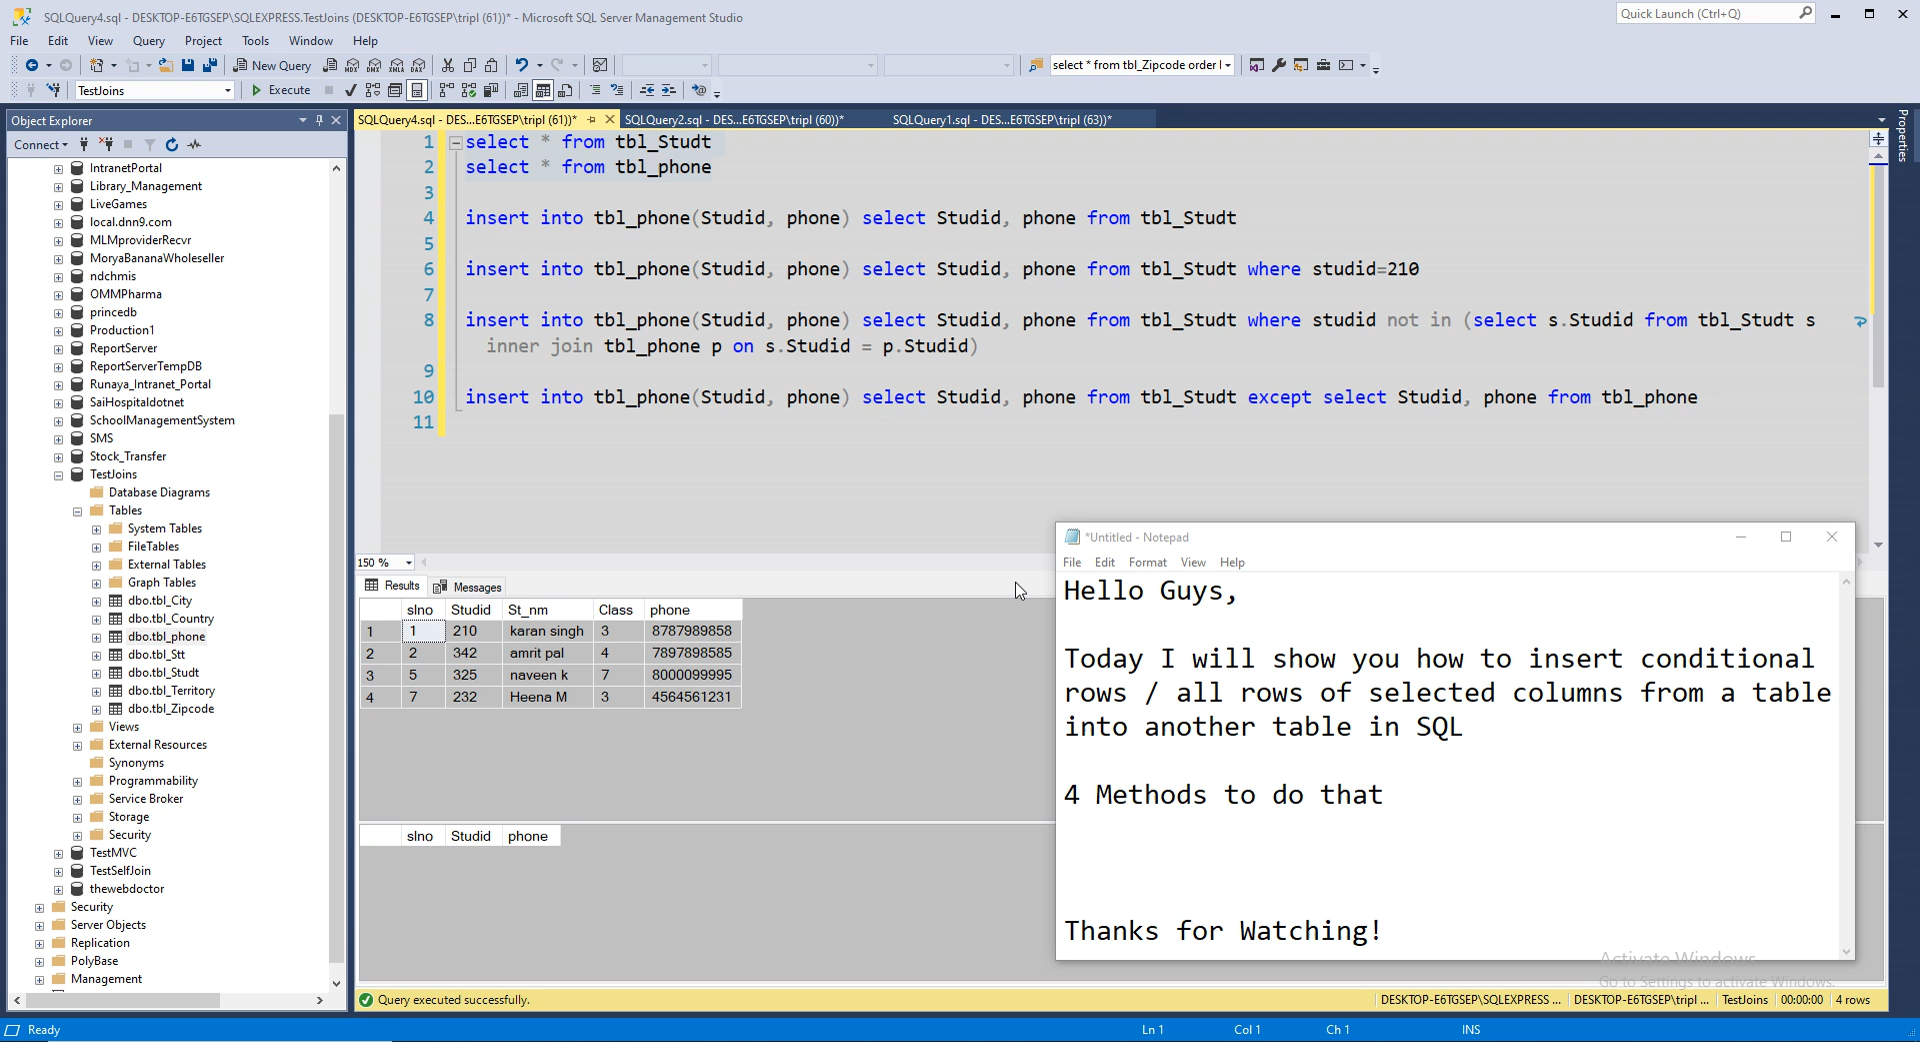 SQLQuery4.sql - DESKTOP-E6TGSEP\SQLEXPRESS.TestJoins (DESKTOP-E6TGSEP\tripl (61))* - Microsoft SQL Server Management Studio
Quick Launch (Ctrl+Q)
File Edit View Query Project Tools Window Help
New Query MDX DMX XMLA DAX
select * from tbl_Zipcode order l
TestJoins
Execute
Object Explorer
Connect
IntranetPortal
Library_Management
LiveGames
local.dnn9.com
MLMproviderRecvr
MoryaBananaWholeseller
ndchmis
OMMPharma
princedb
Production1
ReportServer
ReportServerTempDB
Runaya_Intranet_Portal
SaiHospitaldotnet
SchoolManagementSystem
SMS
Stock_Transfer
TestJoins
Database Diagrams
Tables
System Tables
FileTables
External Tables
Graph Tables
dbo.tbl_City
dbo.tbl_Country
dbo.tbl_phone
dbo.tbl_Stt
dbo.tbl_Studt
dbo.tbl_Territory
dbo.tbl_Zipcode
Views
External Resources
Synonyms
Programmability
Service Broker
Storage
Security
TestMVC
TestSelfJoin
thewebdoctor
Security
Server Objects
Replication
PolyBase
Management
SQLQuery4.sql - DES...E6TGSEP\tripl (61))* SQLQuery2.sql - DES...E6TGSEP\tripl (60))* SQLQuery1.sql - DES...E6TGSEP\tripl (63))*
Properties
1 select * from tbl_Studt
2 select * from tbl_phone
3
4 insert into tbl_phone(Studid, phone) select Studid, phone from tbl_Studt
5
6 insert into tbl_phone(Studid, phone) select Studid, phone from tbl_Studt where studid=210
7
8 insert into tbl_phone(Studid, phone) select Studid, phone from tbl_Studt where studid not in (select s.Studid from tbl_Studt s
inner join tbl_phone p on s.Studid = p.Studid)
9
10 insert into tbl_phone(Studid, phone) select Studid, phone from tbl_Studt except select Studid, phone from tbl_phone
11
150 %
Results Messages
slno Studid St_nm Class phone
1 1 210 karan singh 3 8787989858
2 2 342 amrit pal 4 7897898585
3 5 325 naveen k 7 8000099995
4 7 232 Heena M 3 4564561231
slno Studid phone
*Untitled - Notepad
File Edit Format View Help
Hello Guys,
Today I will show you how to insert conditional
rows / all rows of selected columns from a table
into another table in SQL
4 Methods to do that
Thanks for Watching!
Activate Windows
Go to Settings to activate Windows.
Query executed successfully.
DESKTOP-E6TGSEP\SQLEXPRESS ... DESKTOP-E6TGSEP\tripl ... TestJoins 00:00:00 4 rows
Ready Ln 1 Col 1 Ch 1 INS